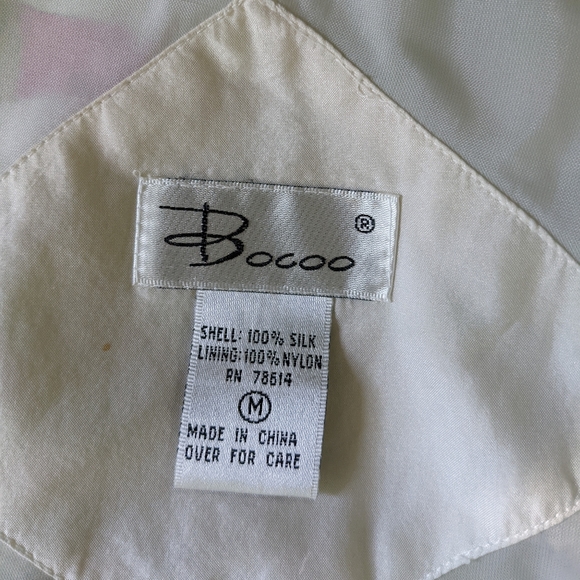 Bocoo ®
SHELL: 100% SILK
LINING: 100% NYLON
RN 78614
M
MADE IN CHINA
OVER FOR CARE